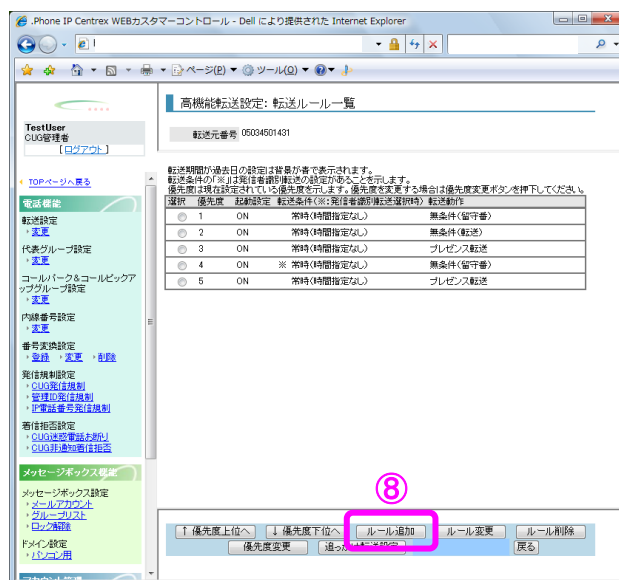 .Phone IP Centrex WEBカスタマーコントロール - Dell により提供された Internet Explorer
ページ(P) ツール(O)
TestUser
CUG管理者
[ログアウト]
TOPページへ戻る
電話機能
転送設定
変更
代表グループ設定
変更
コールパーク&コールピックア
ップグループ設定
変更
内線番号設定
変更
番号変換設定
登録 変更 削除
発信規制設定
CUG発信規制
管理ID発信規制
IP電話番号発信規制
着信拒否設定
CUG迷惑電話お断り
CUG非通知着信拒否
メッセージボックス機能
メッセージボックス設定
メールアカウント
グループリスト
ロック解除
ドメイン設定
パソコン用
アカウント管理
高機能転送設定: 転送ルール一覧
転送元番号 05034501431
転送期間が過去日の設定は背景が青で表示されます。
転送条件の「※」は発信者識別転送の設定があることを示します。
優先度は現在設定されている優先度を示します。優先度を変更する場合は優先度変更ボタンを押下してください。
選択 優先度 起動設定 転送条件(※:発信者識別転送選択時) 転送動作
1 ON 常時(時間指定なし) 無条件(留守番)
2 ON 常時(時間指定なし) 無条件(転送)
3 ON 常時(時間指定なし) プレゼンス転送
4 ON ※ 常時(時間指定なし) 無条件(留守番)
5 ON 常時(時間指定なし) プレゼンス転送
⑧
↑優先度上位へ ↓優先度下位へ ルール追加 ルール変更 ルール削除
優先度変更 追っかけ転送設定 戻る